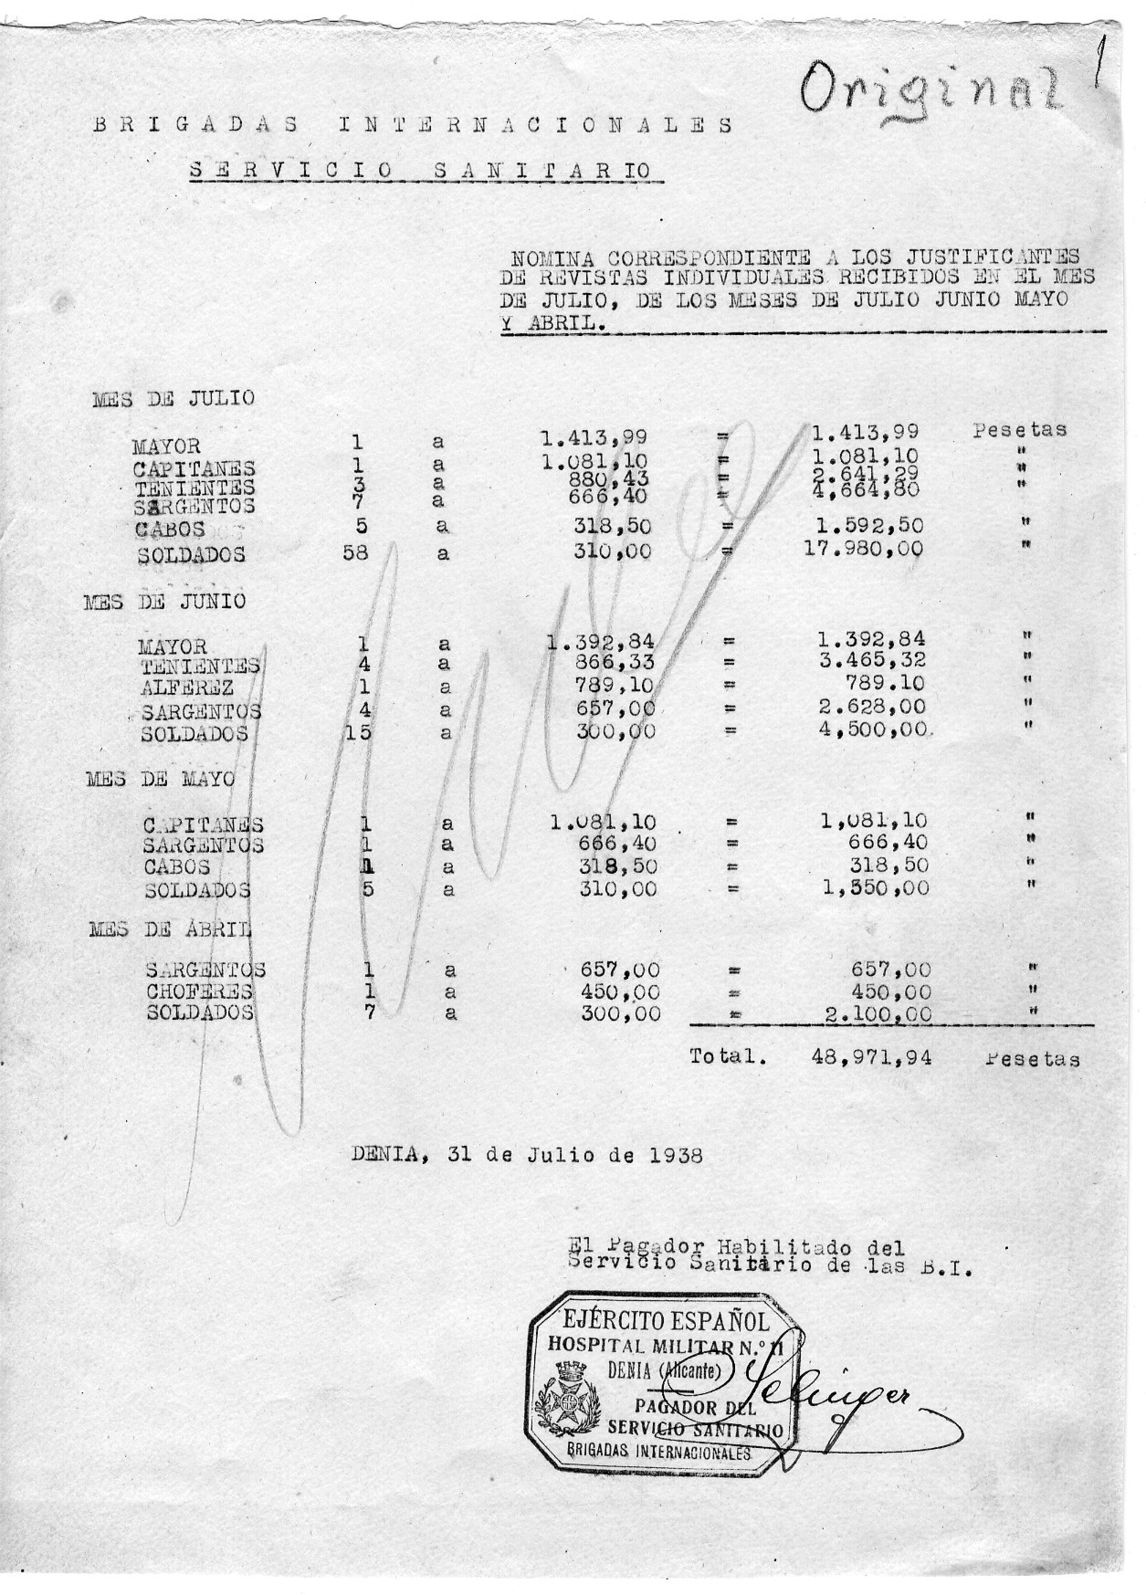 Original
1
BRIGADAS INTERNACIONALES
SERVICIO SANITARIO
NOMINA CORRESPONDIENTE A LOS JUSTIFICANTES
DE REVISTAS INDIVIDUALES RECIBIDOS EN EL MES
DE JULIO, DE LOS MESES DE JULIO JUNIO MAYO
Y ABRIL.
MES DE JULIO
MAYOR 1 a 1.413,99 = 1.413,99 Pesetas
CAPITANES 1 a 1.081,10 = 1.081,10 "
TENIENTES 3 a 880,43 = 2.641,29 "
SARGENTOS 7 a 666,40 = 4,664,80 "
CABOS 5 a 318,50 = 1.592,50 "
SOLDADOS 58 a 310,00 = 17.980,00 "
MES DE JUNIO
MAYOR 1 a 1.392,84 = 1.392,84 "
TENIENTES 4 a 866,33 = 3.465,32 "
ALFEREZ 1 a 789,10 = 789.10 "
SARGENTOS 4 a 657,00 = 2.628,00 "
SOLDADOS 15 a 300,00 = 4,500,00. "
MES DE MAYO
CAPITANES 1 a 1.081,10 = 1,081,10 "
SARGENTOS 1 a 666,40 = 666,40 "
CABOS 1 a 318,50 = 318,50 "
SOLDADOS 5 a 310,00 = 1,550,00 "
MES DE ABRIL
SARGENTOS 1 a 657,00 = 657,00 "
CHOFERES 1 a 450,00 = 450,00 "
SOLDADOS 7 a 300,00 = 2.100,00 "
Total. 48,971,94 Pesetas
DENIA, 31 de Julio de 1938
El Pagador Habilitado del
Servicio Sanitario de las B.I.
EJÉRCITO ESPAÑOL
HOSPITAL MILITAR N.º 11
DENIA (Alicante)
PAGADOR DEL
SERVICIO SANITARIO
BRIGADAS INTERNACIONALES